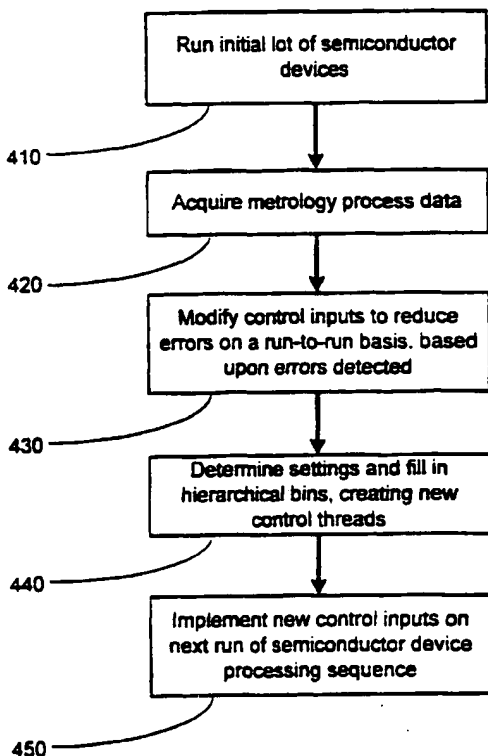 Run initial lot of semiconductor
devices
410
Acquire metrology process data
420
Modify control inputs to reduce
errors on a run-to-run basis. based
upon errors detected
430
Determine settings and fill in
hierarchical bins, creating new
control threads
440
Implement new control inputs on
next run of semiconductor device
processing sequence
450